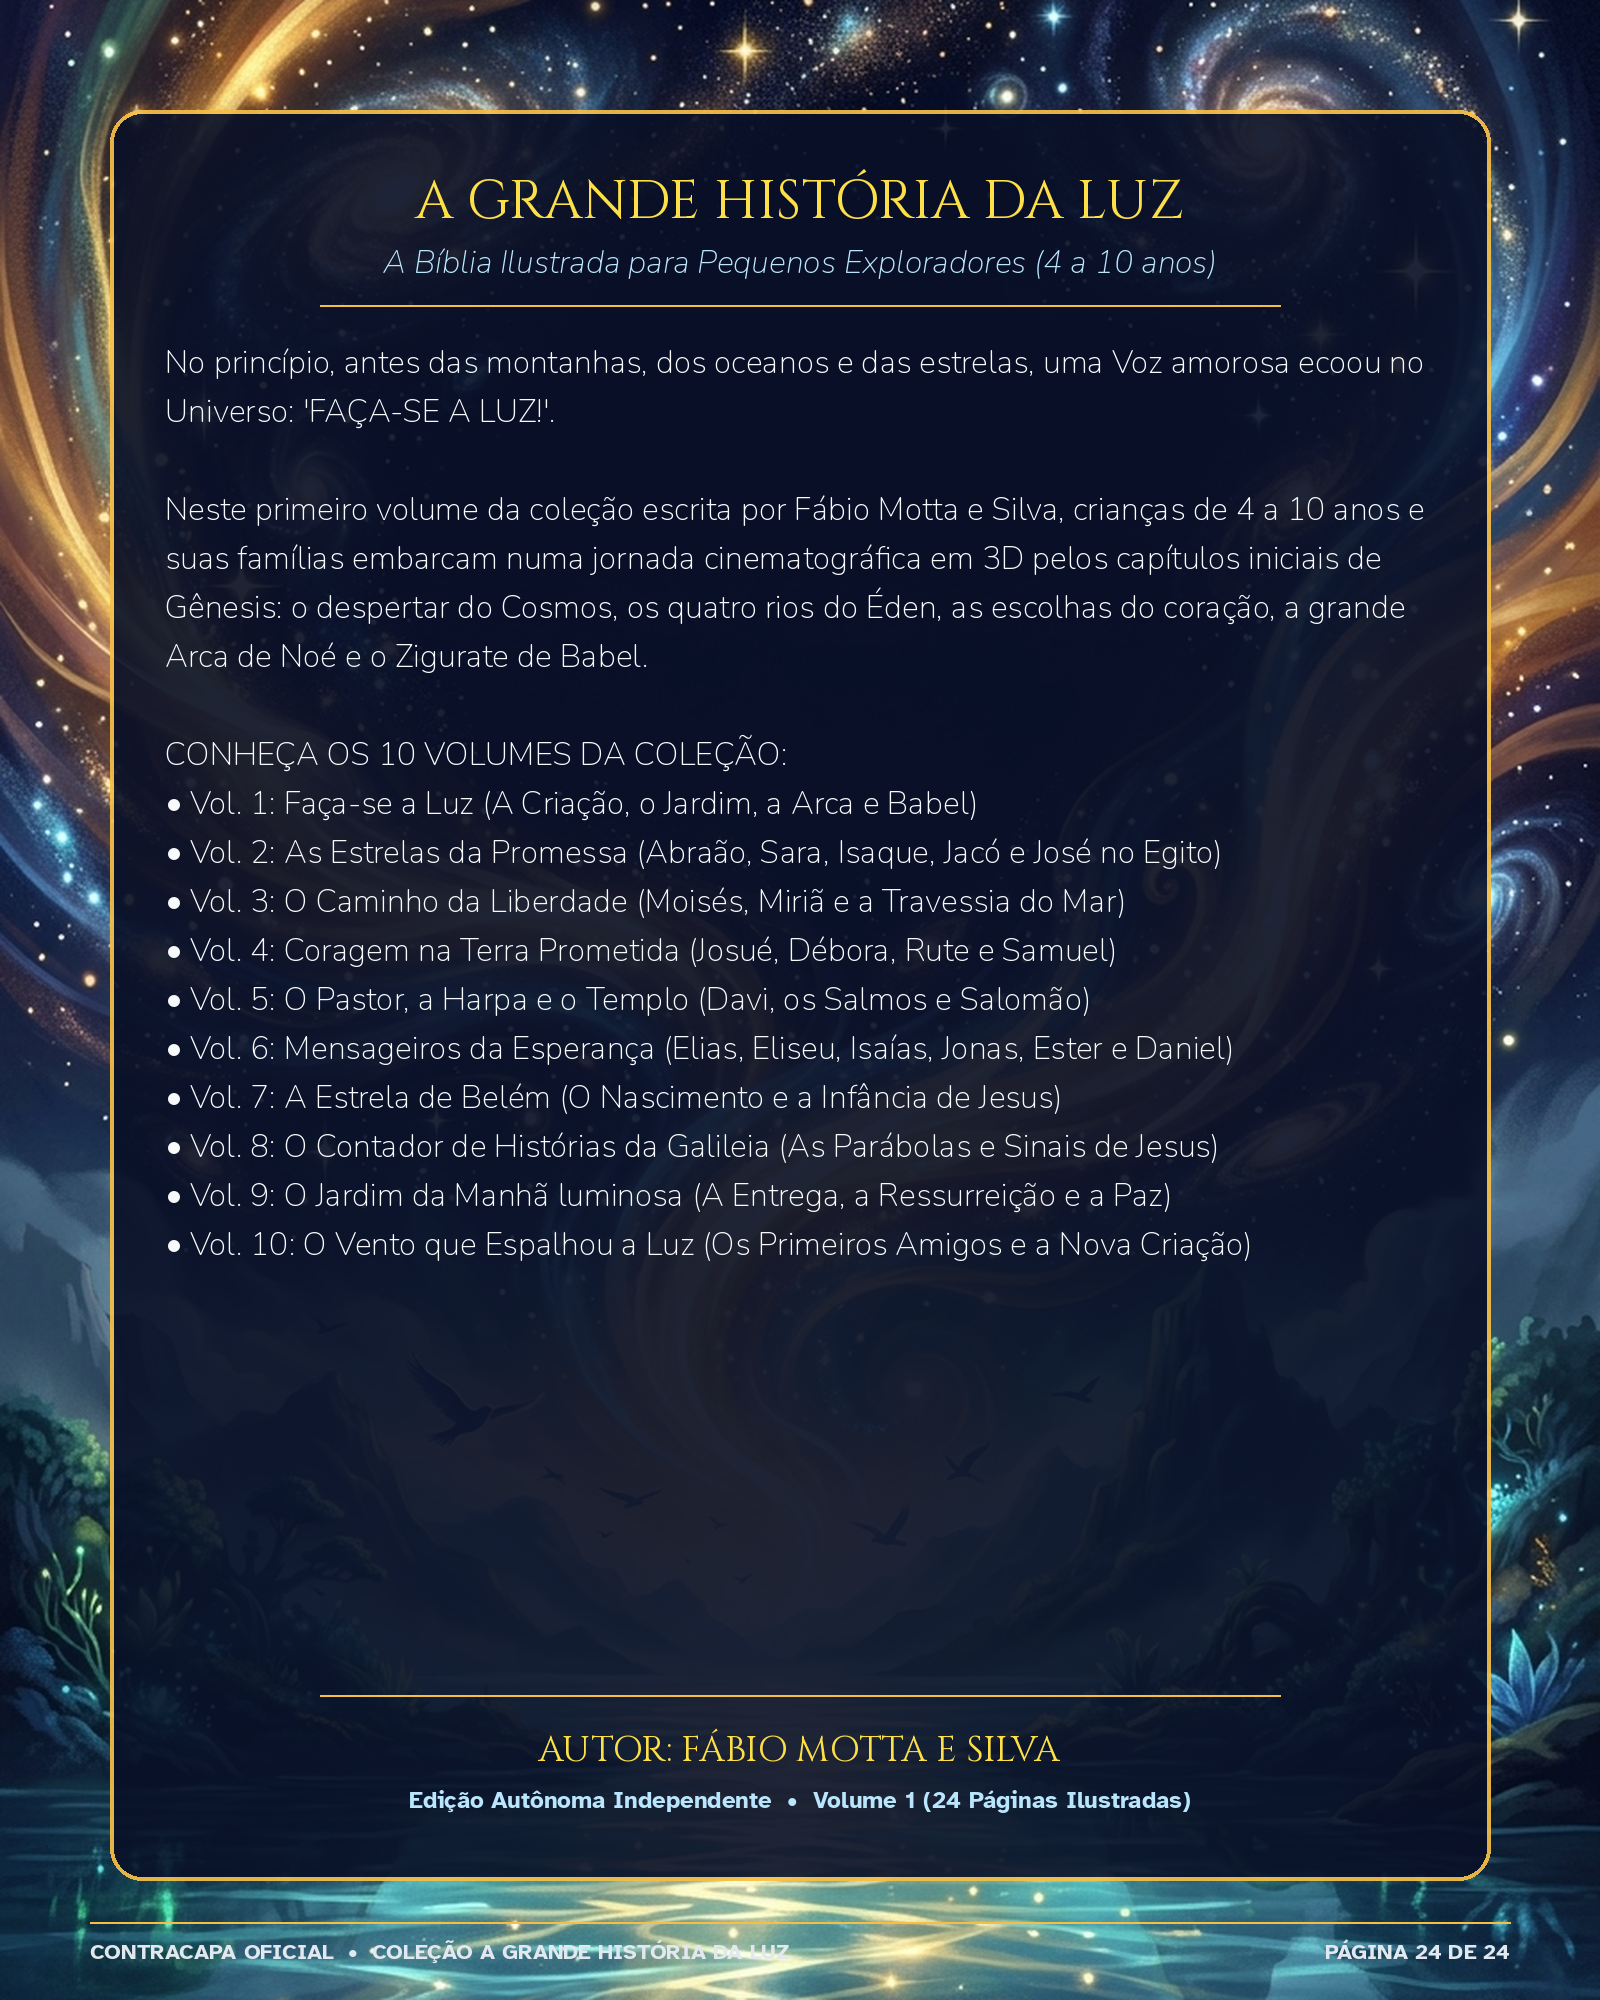 A GRANDE HISTÓRIA DA LUZ
A Bíblia Ilustrada para Pequenos Exploradores (4 a 10 anos)
No princípio, antes das montanhas, dos oceanos e das estrelas, uma Voz amorosa ecoou no
Universo: 'FAÇA-SE A LUZ!'.
Neste primeiro volume da coleção escrita por Fábio Motta e Silva, crianças de 4 a 10 anos e
suas famílias embarcam numa jornada cinematográfica em 3D pelos capítulos iniciais de
Gênesis: o despertar do Cosmos, os quatro rios do Éden, as escolhas do coração, a grande
Arca de Noé e o Zigurate de Babel.
CONHEÇA OS 10 VOLUMES DA COLEÇÃO:
• Vol. 1: Faça-se a Luz (A Criação, o Jardim, a Arca e Babel)
• Vol. 2: As Estrelas da Promessa (Abraão, Sara, Isaque, Jacó e José no Egito)
• Vol. 3: O Caminho da Liberdade (Moisés, Miriã e a Travessia do Mar)
• Vol. 4: Coragem na Terra Prometida (Josué, Débora, Rute e Samuel)
• Vol. 5: O Pastor, a Harpa e o Templo (Davi, os Salmos e Salomão)
• Vol. 6: Mensageiros da Esperança (Elias, Eliseu, Isaías, Jonas, Ester e Daniel)
• Vol. 7: A Estrela de Belém (O Nascimento e a Infância de Jesus)
• Vol. 8: O Contador de Histórias da Galileia (As Parábolas e Sinais de Jesus)
• Vol. 9: O Jardim da Manhã luminosa (A Entrega, a Ressurreição e a Paz)
• Vol. 10: O Vento que Espalhou a Luz (Os Primeiros Amigos e a Nova Criação)
AUTOR: FÁBIO MOTTA E SILVA
Edição Autônoma Independente • Volume 1 (24 Páginas Ilustradas)
CONTRACAPA OFICIAL • COLEÇÃO A GRANDE HISTÓRIA DA LUZ
PÁGINA 24 DE 24